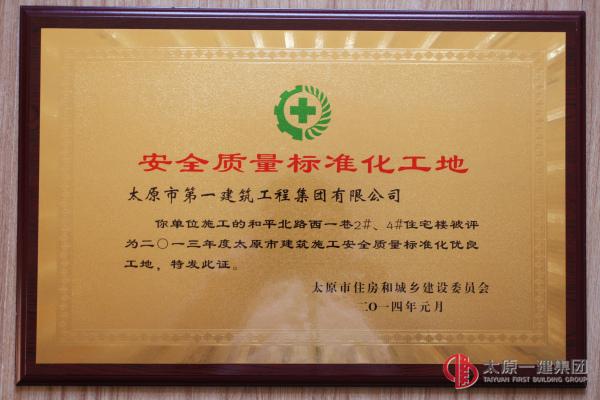 安全质量标准化工地
太原市第一建筑工程集团有限公司
你单位施工的和平北路西一巷2#、4#住宅楼被评
为二〇一三年度太原市建筑施工安全质量标准化优良
工地，特发此证。
太原市住房和城乡建设委员会
二〇一四年元月
太原一建集团
TAIYUAN FIRST BUILDING GROUP